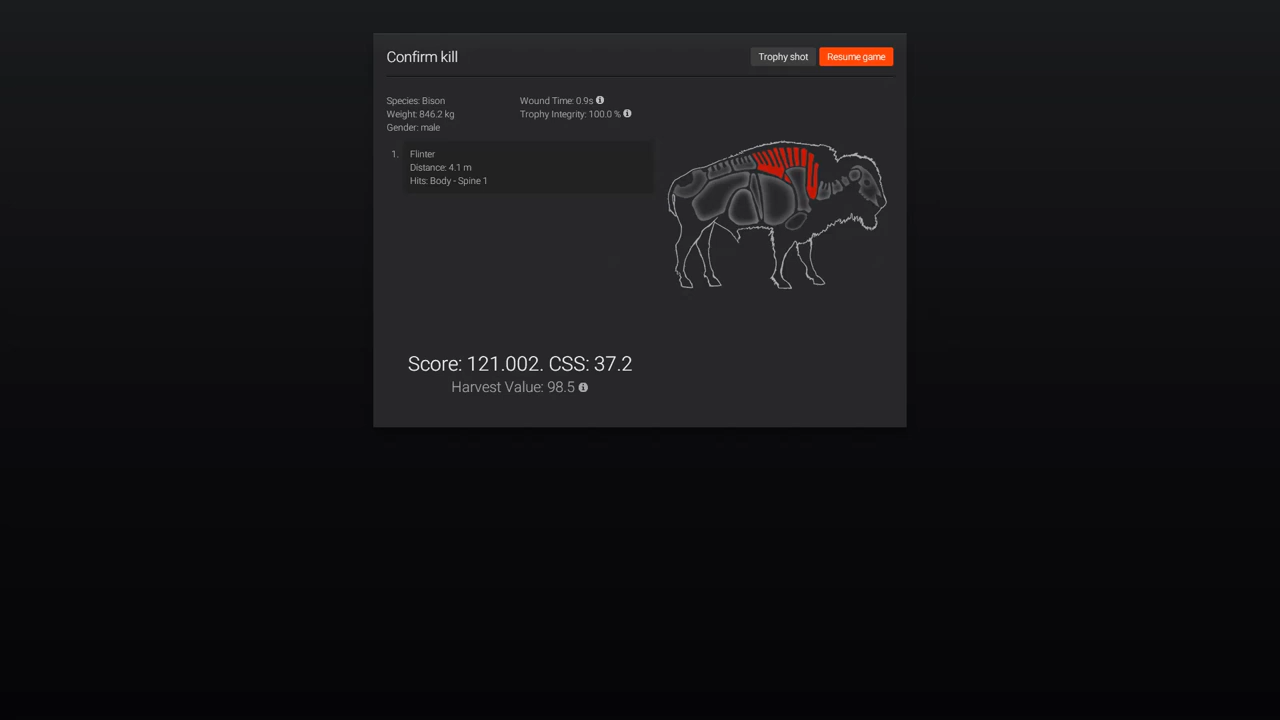 Confirm kill
Trophy shot
Resume game
Species: Bison
Weight: 846.2 kg
Gender: male
Wound Time: 0.9s
Trophy Integrity: 100.0 %
1. Flinter
Distance: 4.1 m
Hits: Body - Spine 1
Score: 121.002. CSS: 37.2
Harvest Value: 98.5